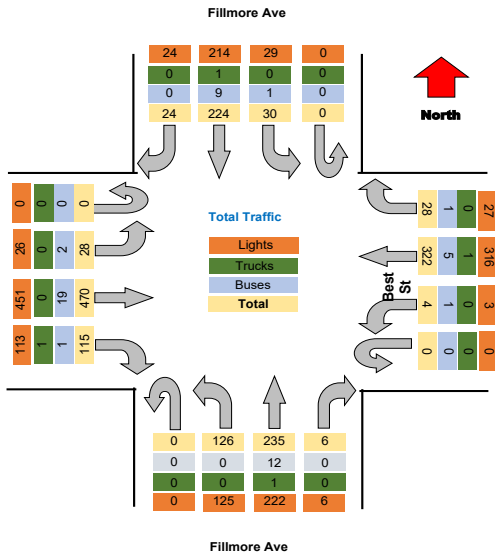 Fillmore Ave
24 214 29 0
0 1 0 0
0 9 1 0
24 224 30 0
North
0 0 0 0
26 0 2 28
451 0 19 470
113 1 1 115
Total Traffic
Lights
Trucks
Buses
Total
Best St
28 1 0 27
322 5 1 316
4 1 0 3
0 0 0 0
0 126 235 6
0 0 12 0
0 0 1 0
0 125 222 6
Fillmore Ave